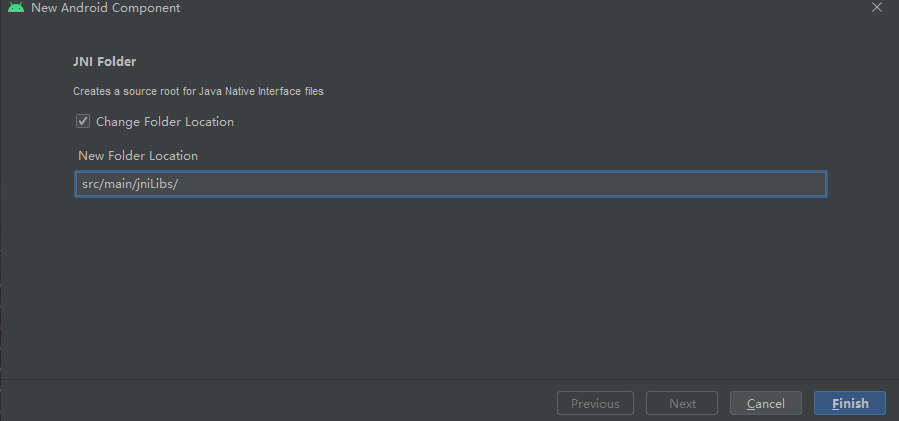 New Android Component
JNI Folder
Creates a source root for Java Native Interface files
Change Folder Location
New Folder Location
src/main/jniLibs/
Previous
Next
Cancel
Finish